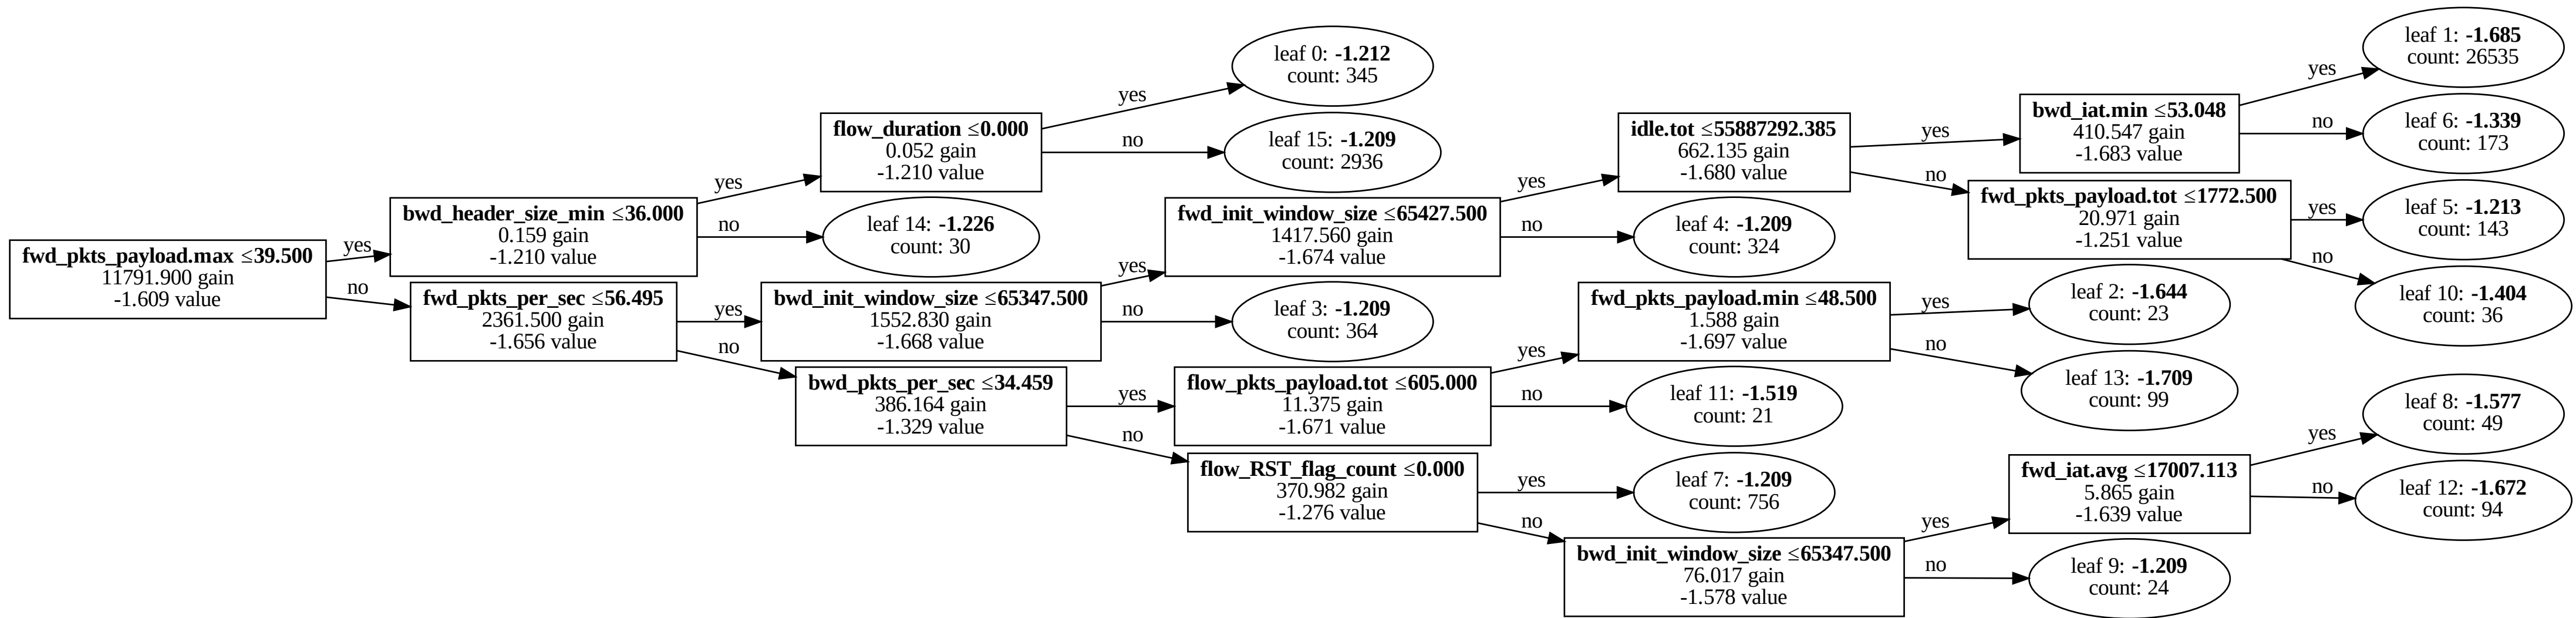 fwd_pkts_payload.max ≤39.500
11791.900 gain
-1.609 value
yes
no
bwd_header_size_min ≤36.000
0.159 gain
-1.210 value
yes
no
fwd_pkts_per_sec ≤56.495
2361.500 gain
-1.656 value
yes
no
flow_duration ≤0.000
0.052 gain
-1.210 value
yes
no
leaf 14: -1.226
count: 30
bwd_init_window_size ≤65347.500
1552.830 gain
-1.668 value
yes
no
bwd_pkts_per_sec ≤34.459
386.164 gain
-1.329 value
yes
no
leaf 0: -1.212
count: 345
leaf 15: -1.209
count: 2936
fwd_init_window_size ≤65427.500
1417.560 gain
-1.674 value
yes
no
leaf 3: -1.209
count: 364
flow_pkts_payload.tot ≤605.000
11.375 gain
-1.671 value
yes
no
flow_RST_flag_count ≤0.000
370.982 gain
-1.276 value
yes
no
idle.tot ≤55887292.385
662.135 gain
-1.680 value
yes
no
leaf 4: -1.209
count: 324
fwd_pkts_payload.min ≤48.500
1.588 gain
-1.697 value
yes
no
leaf 11: -1.519
count: 21
leaf 7: -1.209
count: 756
bwd_init_window_size ≤65347.500
76.017 gain
-1.578 value
yes
no
bwd_iat.min ≤53.048
410.547 gain
-1.683 value
yes
no
fwd_pkts_payload.tot ≤1772.500
20.971 gain
-1.251 value
yes
no
leaf 2: -1.644
count: 23
leaf 13: -1.709
count: 99
fwd_iat.avg ≤17007.113
5.865 gain
-1.639 value
yes
no
leaf 9: -1.209
count: 24
leaf 1: -1.685
count: 26535
leaf 6: -1.339
count: 173
leaf 5: -1.213
count: 143
leaf 10: -1.404
count: 36
leaf 8: -1.577
count: 49
leaf 12: -1.672
count: 94